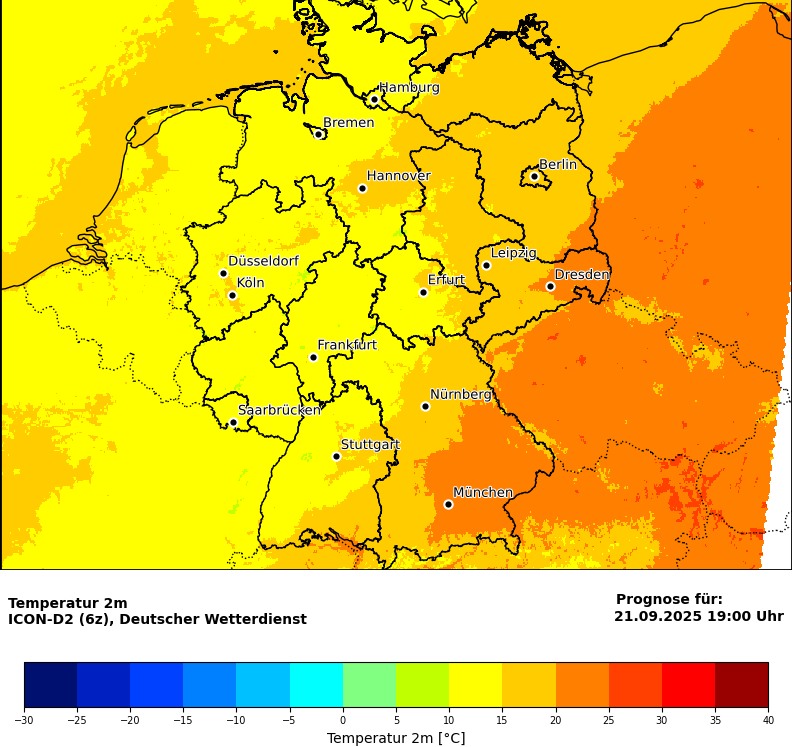 Hamburg
Bremen
Berlin
Hannover
Leipzig
Düsseldorf
Dresden
Köln
Erfurt
Frankfurt
Nürnberg
Saarbrücken
Stuttgart
München
Temperatur 2m
ICON-D2 (6z), Deutscher Wetterdienst
Prognose für:
21.09.2025 19:00 Uhr
−30 −25 −20 −15 −10 −5 0 5 10 15 20 25 30 35 40
Temperatur 2m [°C]